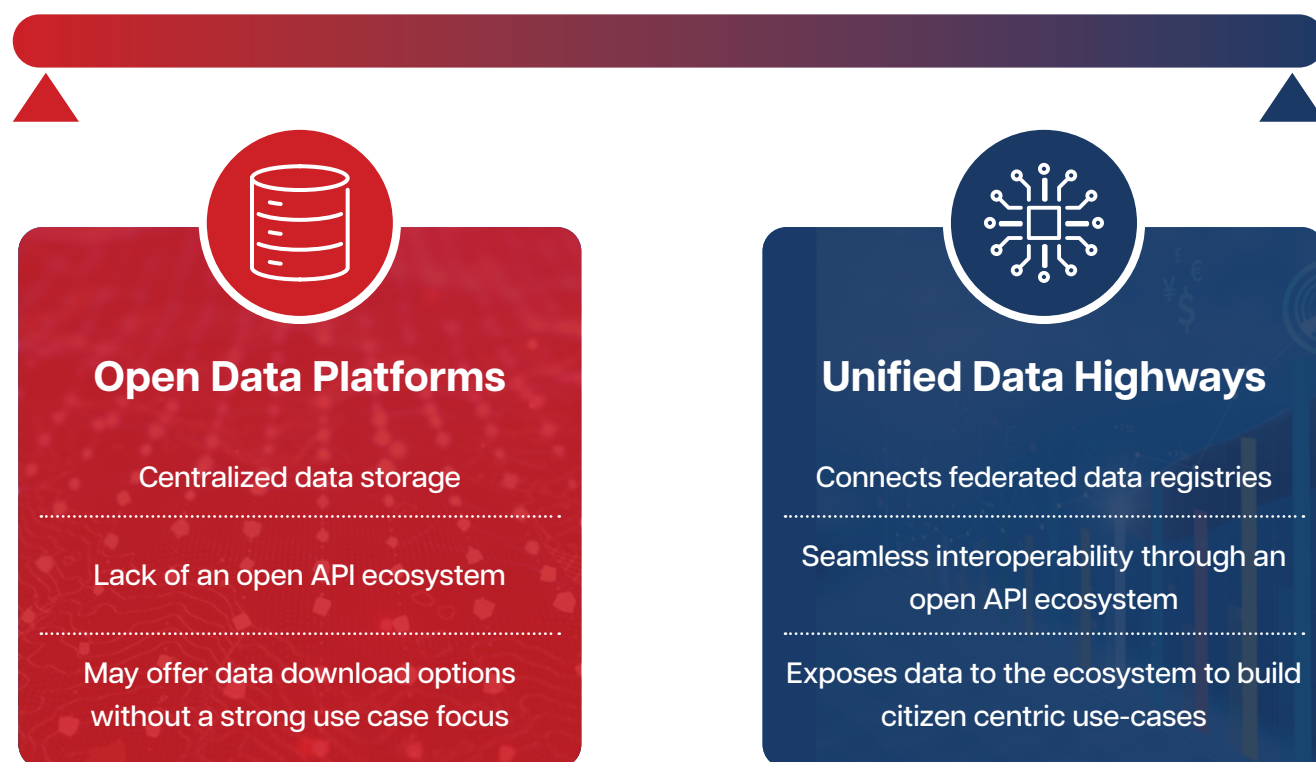 Open Data Platforms
Centralized data storage
Lack of an open API ecosystem
May offer data download options
without a strong use case focus
Unified Data Highways
Connects federated data registries
Seamless interoperability through an
open API ecosystem
Exposes data to the ecosystem to build
citizen centric use-cases